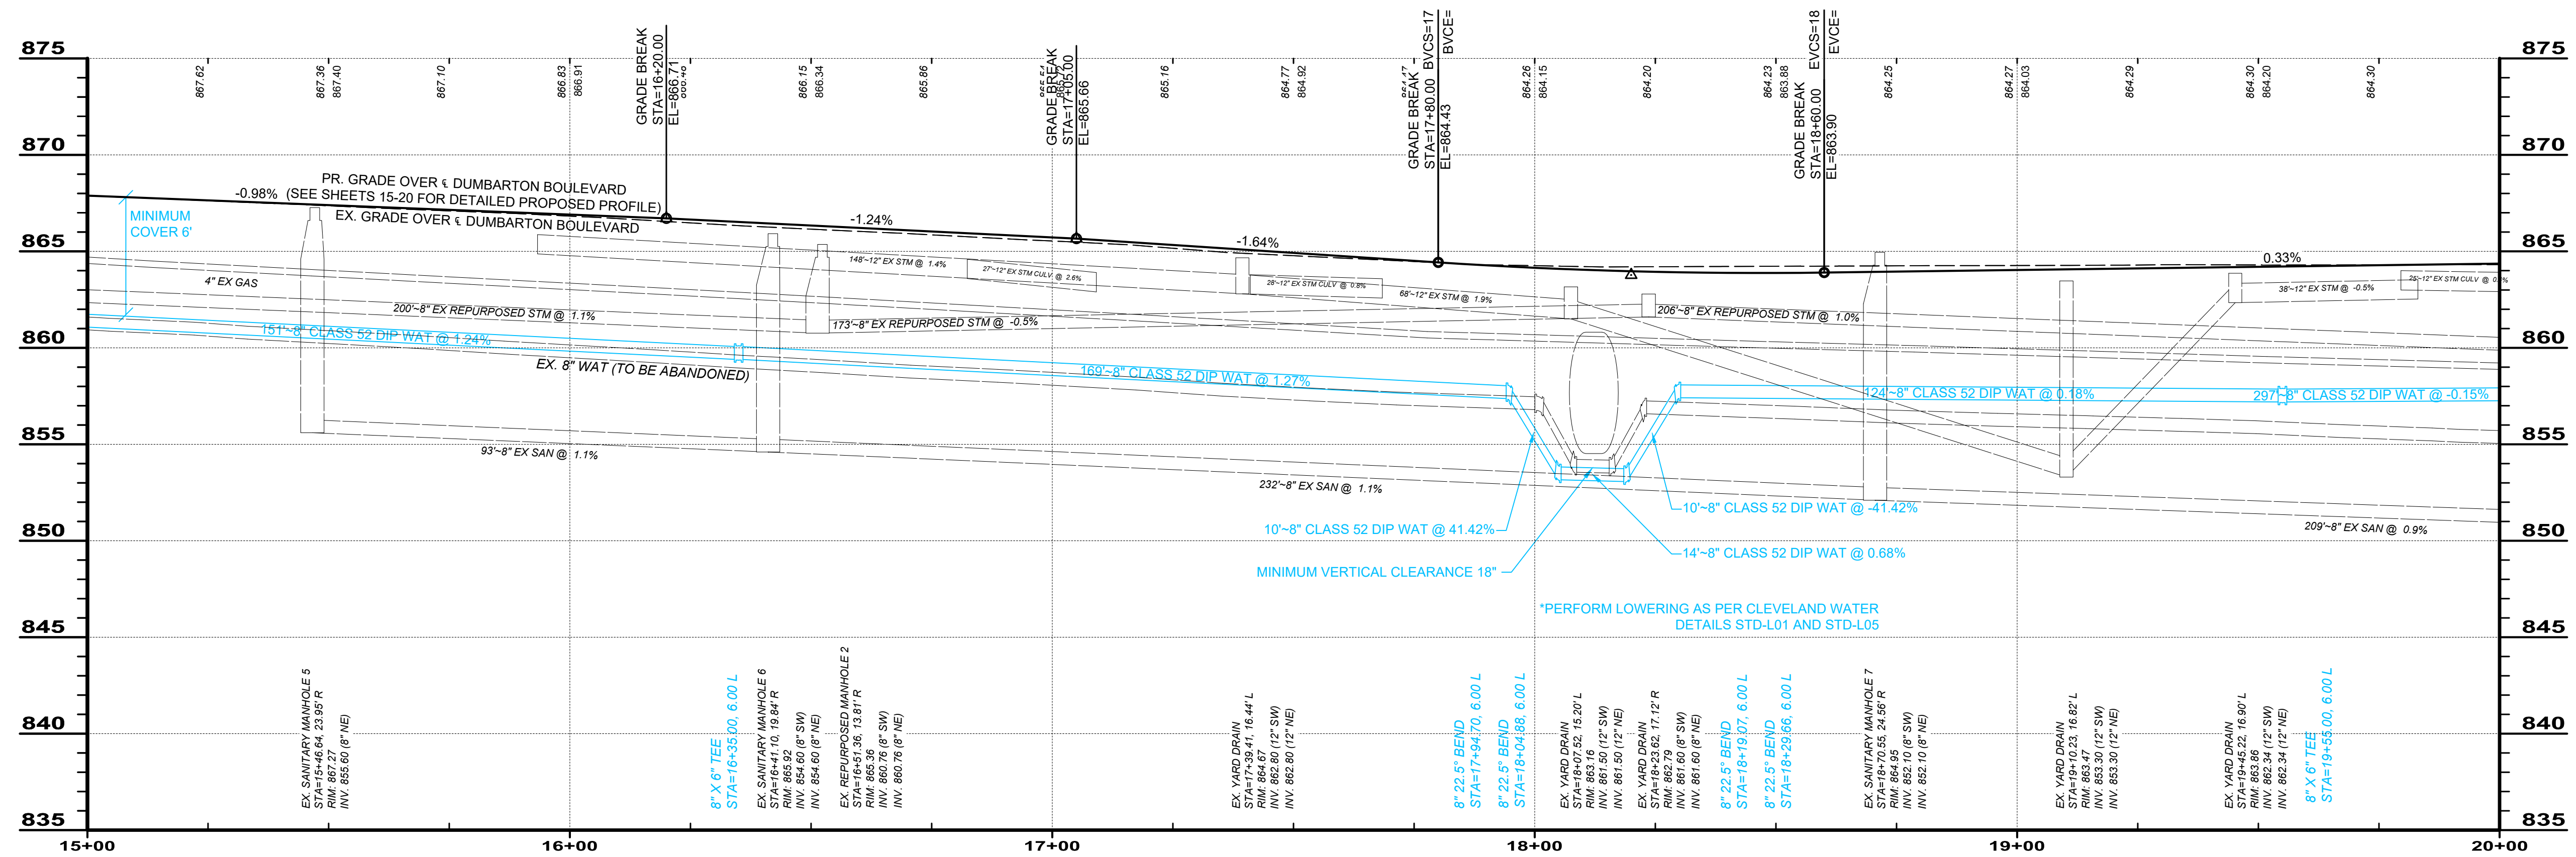 GRADE BREAK
STA=16+20.00
EL=866.71
GRADE BREAK
STA=17+05.00
EL=865.66
GRADE BREAK
STA=17+80.00 BVCS=17
EL=864.43 BVCE=
GRADE BREAK
STA=18+60.00 EVCS=18
EL=863.90 EVCE=
875
870
865
860
855
850
845
840
835
875
870
865
860
855
850
845
840
835
867.62
867.36
867.40
867.10
866.83
866.91
866.15
866.34
865.86
865.16
864.77
864.92
864.26
864.15
864.20
864.23
863.88
864.25
864.27
864.03
864.29
864.30
864.20
864.30
PR. GRADE OVER ℄ DUMBARTON BOULEVARD
-0.98% (SEE SHEETS 15-20 FOR DETAILED PROPOSED PROFILE)
EX. GRADE OVER ℄ DUMBARTON BOULEVARD
-1.24%
-1.64%
0.33%
MINIMUM
COVER 6'
4" EX GAS
148'~12" EX STM @ 1.4%
27'~12" EX STM CULV @ 2.6%
28'~12" EX STM CULV @ 0.8%
68'~12" EX STM @ 1.9%
38'~12" EX STM @ -0.5%
25'~12" EX STM CULV @
200'~8" EX REPURPOSED STM @ 1.1%
173'~8" EX REPURPOSED STM @ -0.5%
206'~8" EX REPURPOSED STM @ 1.0%
151'~8" CLASS 52 DIP WAT @ 1.24%
EX. 8" WAT (TO BE ABANDONED)
169'~8" CLASS 52 DIP WAT @ 1.27%
124'~8" CLASS 52 DIP WAT @ 0.18%
297'~8" CLASS 52 DIP WAT @ -0.15%
93'~8" EX SAN @ 1.1%
232'~8" EX SAN @ 1.1%
209'~8" EX SAN @ 0.9%
10'~8" CLASS 52 DIP WAT @ 41.42%
10'~8" CLASS 52 DIP WAT @ -41.42%
14'~8" CLASS 52 DIP WAT @ 0.68%
MINIMUM VERTICAL CLEARANCE 18"
*PERFORM LOWERING AS PER CLEVELAND WATER
DETAILS STD-L01 AND STD-L05
EX. SANITARY MANHOLE 5
STA=15+46.64, 23.95' R
RIM: 867.27
INV. 855.60 (8" NE)
8" X 6" TEE
STA=16+35.00, 6.00 L
EX. SANITARY MANHOLE 6
STA=16+41.10, 19.84' R
RIM: 865.92
INV. 854.60 (8" SW)
INV. 854.60 (8" NE)
EX. REPURPOSED MANHOLE 2
STA=16+51.36, 13.81' R
RIM: 865.36
INV. 860.76 (8" SW)
INV. 860.76 (8" NE)
EX. YARD DRAIN
STA=17+39.41, 16.44' L
RIM: 864.67
INV. 862.80 (12" SW)
INV. 862.80 (12" NE)
8" 22.5° BEND
STA=17+94.70, 6.00 L
8" 22.5° BEND
STA=18+04.88, 6.00 L
EX. YARD DRAIN
STA=18+07.52, 15.20' L
RIM: 863.16
INV. 861.50 (12" SW)
INV. 861.50 (12" NE)
EX. YARD DRAIN
STA=18+23.62, 17.12' R
RIM: 862.79
INV. 861.60 (8" SW)
INV. 861.60 (8" NE)
8" 22.5° BEND
STA=18+19.07, 6.00 L
8" 22.5° BEND
STA=18+29.66, 6.00 L
EX. SANITARY MANHOLE 7
STA=18+70.55, 24.56' R
RIM: 864.95
INV. 852.10 (8" SW)
INV. 852.10 (8" NE)
EX. YARD DRAIN
STA=19+10.23, 16.82' L
RIM: 863.47
INV. 853.30 (12" SW)
INV. 853.30 (12" NE)
EX. YARD DRAIN
STA=19+45.22, 16.90' L
RIM: 863.86
INV. 862.34 (12" SW)
INV. 862.34 (12" NE)
8" X 6" TEE
STA=19+55.00, 6.00 L
15+00
16+00
17+00
18+00
19+00
20+00